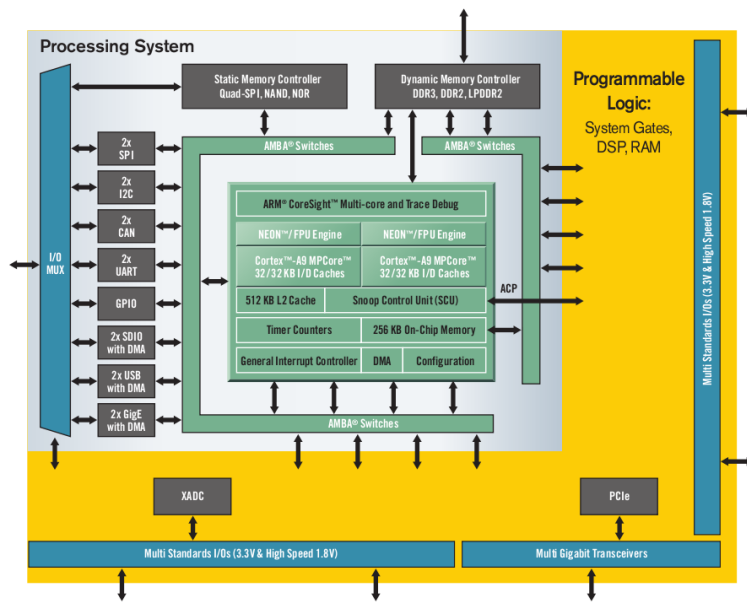 Processing System
Static Memory Controller
Quad-SPI, NAND, NOR
Dynamic Memory Controller
DDR3, DDR2, LPDDR2
Programmable
Logic:
System Gates,
DSP, RAM
AMBA® Switches
AMBA® Switches
2x
SPI
2x
I2C
2x
CAN
2x
UART
GPIO
2x SDIO
with DMA
2x USB
with DMA
2x GigE
with DMA
I/O
MUX
ARM® CoreSight™ Multi-core and Trace Debug
NEON™/ FPU Engine
NEON™/ FPU Engine
Cortex™-A9 MPCore™
32/32 KB I/D Caches
Cortex™-A9 MPCore™
32/32 KB I/D Caches
512 KB L2 Cache
Snoop Control Unit (SCU)
Timer Counters
256 KB On-Chip Memory
General Interrupt Controller
DMA
Configuration
ACP
AMBA® Switches
Multi Standards I/Os (3.3V & High Speed 1.8V)
XADC
PCIe
Multi Standards I/Os (3.3V & High Speed 1.8V)
Multi Gigabit Transceivers